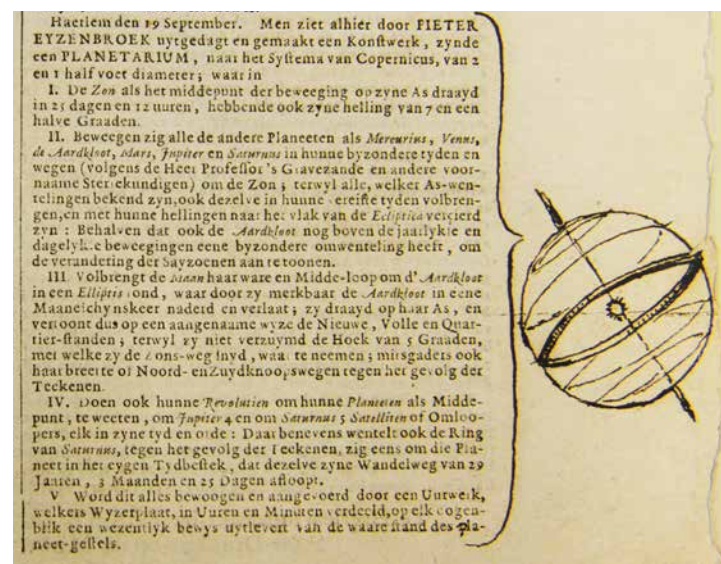 Haerlem den 19 September. Men ziet alhier door PIETER
EYZENBROEK uytgedagt en gemaakt een Konſtwerk, zynde
een PLANETARIUM, naar het Syſtema van Copernicus, van 2
en 1 half voet diameter; waar in
I. De Zon als het middepunt der beweeging op zyne As draayd
in 25 dagen en 12 uuren, hebbende ook zyne helling van 7 en een
halve Graaden.
II. Beweegen zig alle de andere Planeeten als Mercurius, Venus,
de Aardkloot, Mars, Jupiter en Saturnus in hunne byzondere tyden en
wegen (volgens de Heer Profeſſor 's Gravezande en andere voor-
naame Sterrekundigen) om de Zon; terwyl alle, welker As-wen-
telingen bekend zyn, ook dezelve in hunne vereiſte tyden volbren-
gen, en met hunne hellingen naar het vlak van de Ecliptica verçierd
zyn: Behalven dat ook de Aardkloot nog boven de jaarlykſe en
dagelykſe beweegingen eene byzondere omwenteling heeft, om
de verandering der Sayzoenen aan te toonen.
III Volbrengt de Maan haar ware en Midde-loop om d' Aardkloot
in een Elliptis rond, waar door zy merkbaar de Aardkloot in eene
Maaneſchynskeer naderd en verlaat; zy draayd op haar As, en
vertoont dus op een aangenaame wyze de Nieuwe, Volle en Quar-
tier-ſtanden; terwyl zy niet verzuymd de Hoek van 5 Graaden,
met welke zy de Zons-weg ſnyd, waar te neemen; mitsgaders ook
haar breette of Noord- en Zuydknoopswegen tegen het gevolg der
Teekenen.
IV. Doen ook hunne Revolutien om hunne Planeten als Midde-
punt, te weeten, om Jupiter 4 en om Saturnus 5 Satelliten of Omloo-
pers, elk in zyne tyd en orde: Daar benevens wentelt ook de Ring
van Saturnus, tegen het gevolg der Teekenen, zig eens om die Pla-
neet in het eygen Tydbeſtek, dat dezelve zyne Wandelweg van 29
Jaaren, 3 Maanden en 25 Dagen afloopt.
V Word dit alles bewoogen en aangevoerd door een Uurwerk,
welkers Wyzerplaat, in Uuren en Minuten verdeeld, op elk oogen-
blik een wezentlyk bewys uytlevert van de waare ſtand des pla-
neet-geſtels.